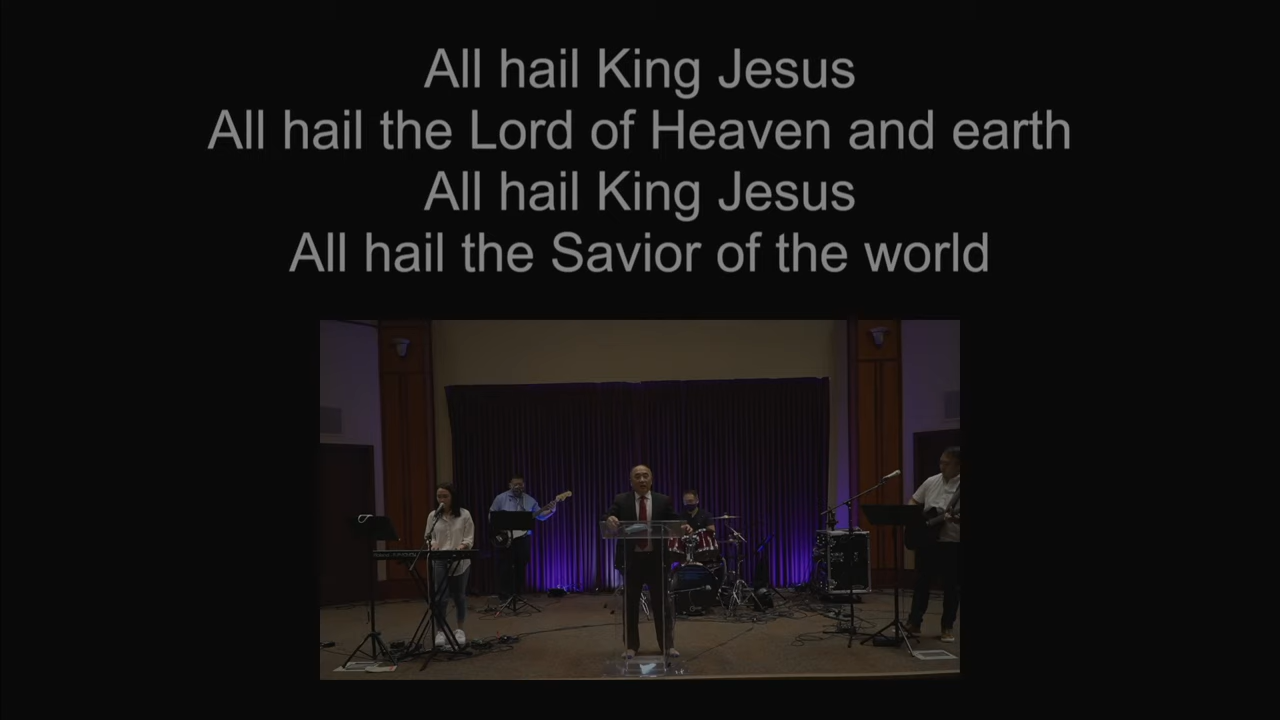 All hail King Jesus
All hail the Lord of Heaven and earth
All hail King Jesus
All hail the Savior of the world